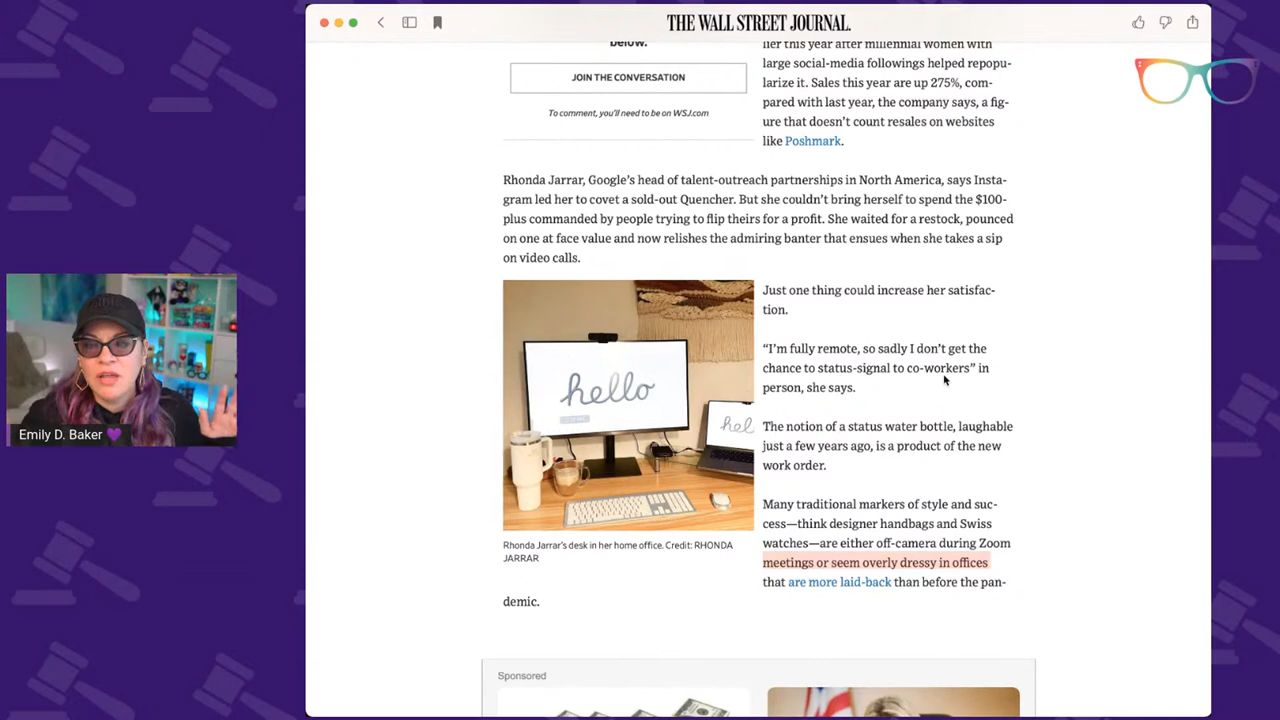 THE WALL STREET JOURNAL.
below.
JOIN THE CONVERSATION
To comment, you'll need to be on WSJ.com
lier this year after millennial women with
large social-media followings helped repopu-
larize it. Sales this year are up 275%, com-
pared with last year, the company says, a fig-
ure that doesn't count resales on websites
like Poshmark.
Rhonda Jarrar, Google's head of talent-outreach partnerships in North America, says Insta-
gram led her to covet a sold-out Quencher. But she couldn't bring herself to spend the $100-
plus commanded by people trying to flip theirs for a profit. She waited for a restock, pounced
on one at face value and now relishes the admiring banter that ensues when she takes a sip
on video calls.
hello
hel
Rhonda Jarrar's desk in her home office. Credit: RHONDA
JARRAR
Just one thing could increase her satisfac-
tion.
“I'm fully remote, so sadly I don't get the
chance to status-signal to co-workers” in
person, she says.
The notion of a status water bottle, laughable
just a few years ago, is a product of the new
work order.
Many traditional markers of style and suc-
cess—think designer handbags and Swiss
watches—are either off-camera during Zoom
meetings or seem overly dressy in offices
that are more laid-back than before the pan-
demic.
Sponsored
Emily D. Baker 💜